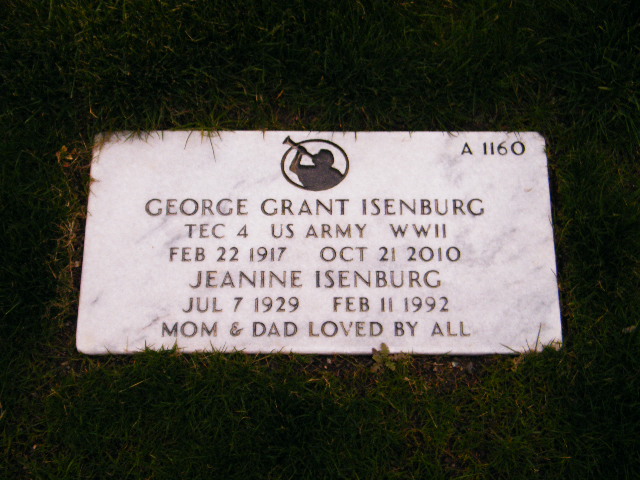 A 1160
GEORGE GRANT ISENBURG
TEC 4 US ARMY WWII
FEB 22 1917 OCT 21 2010
JEANINE ISENBURG
JUL 7 1929 FEB 11 1992
MOM & DAD LOVED BY ALL